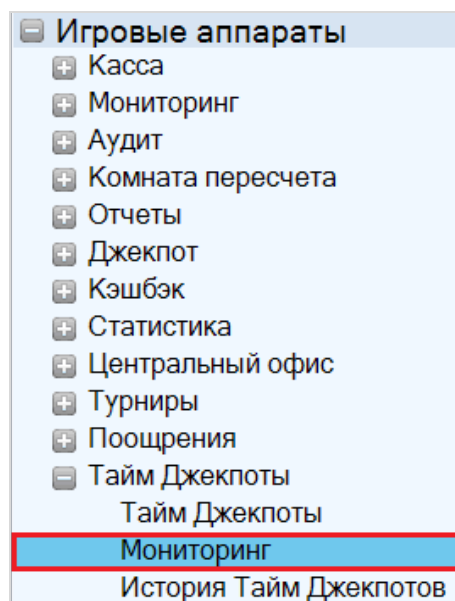 Игровые аппараты
Касса
Мониторинг
Аудит
Комната пересчета
Отчеты
Джекпот
Кэшбэк
Статистика
Центральный офис
Турниры
Поощрения
Тайм Джекпоты
Тайм Джекпоты
Мониторинг
История Тайм Джекпотов